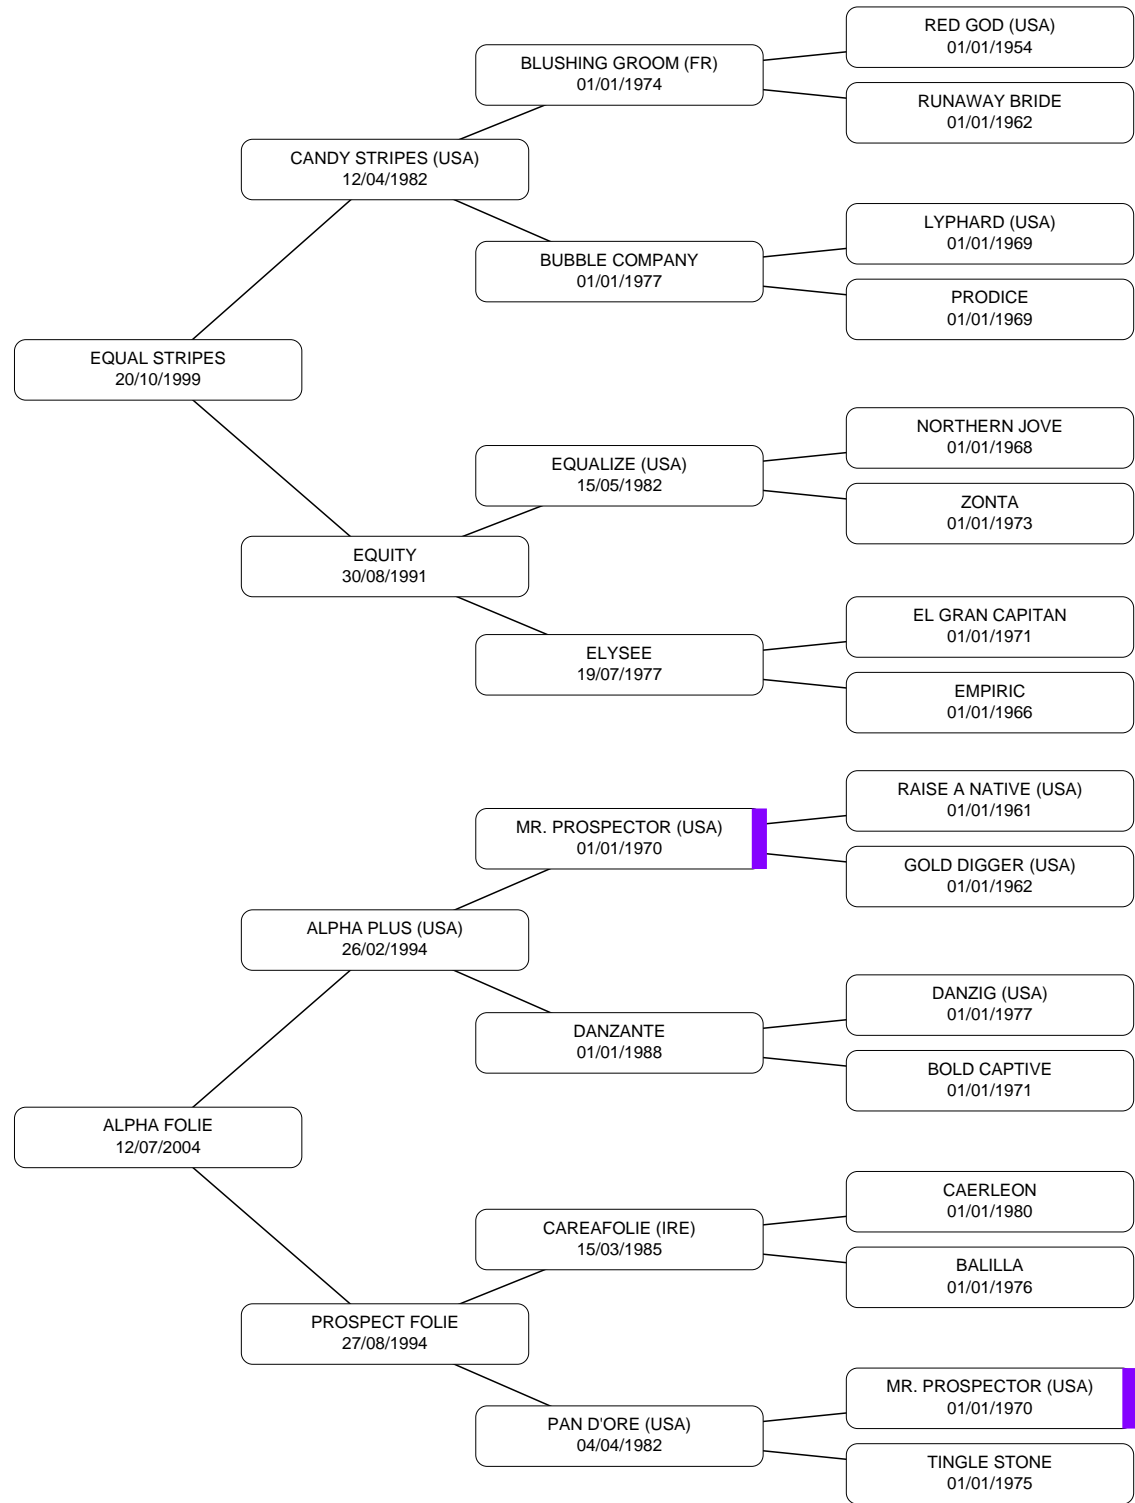 RED GOD (USA)
01/01/1954
BLUSHING GROOM (FR)
01/01/1974
RUNAWAY BRIDE
01/01/1962
CANDY STRIPES (USA)
12/04/1982
LYPHARD (USA)
01/01/1969
BUBBLE COMPANY
01/01/1977
PRODICE
01/01/1969
EQUAL STRIPES
20/10/1999
NORTHERN JOVE
01/01/1968
EQUALIZE (USA)
15/05/1982
ZONTA
01/01/1973
EQUITY
30/08/1991
EL GRAN CAPITAN
01/01/1971
ELYSEE
19/07/1977
EMPIRIC
01/01/1966
RAISE A NATIVE (USA)
01/01/1961
MR. PROSPECTOR (USA)
01/01/1970
GOLD DIGGER (USA)
01/01/1962
ALPHA PLUS (USA)
26/02/1994
DANZIG (USA)
01/01/1977
DANZANTE
01/01/1988
BOLD CAPTIVE
01/01/1971
ALPHA FOLIE
12/07/2004
CAERLEON
01/01/1980
CAREAFOLIE (IRE)
15/03/1985
BALILLA
01/01/1976
PROSPECT FOLIE
27/08/1994
MR. PROSPECTOR (USA)
01/01/1970
PAN D'ORE (USA)
04/04/1982
TINGLE STONE
01/01/1975